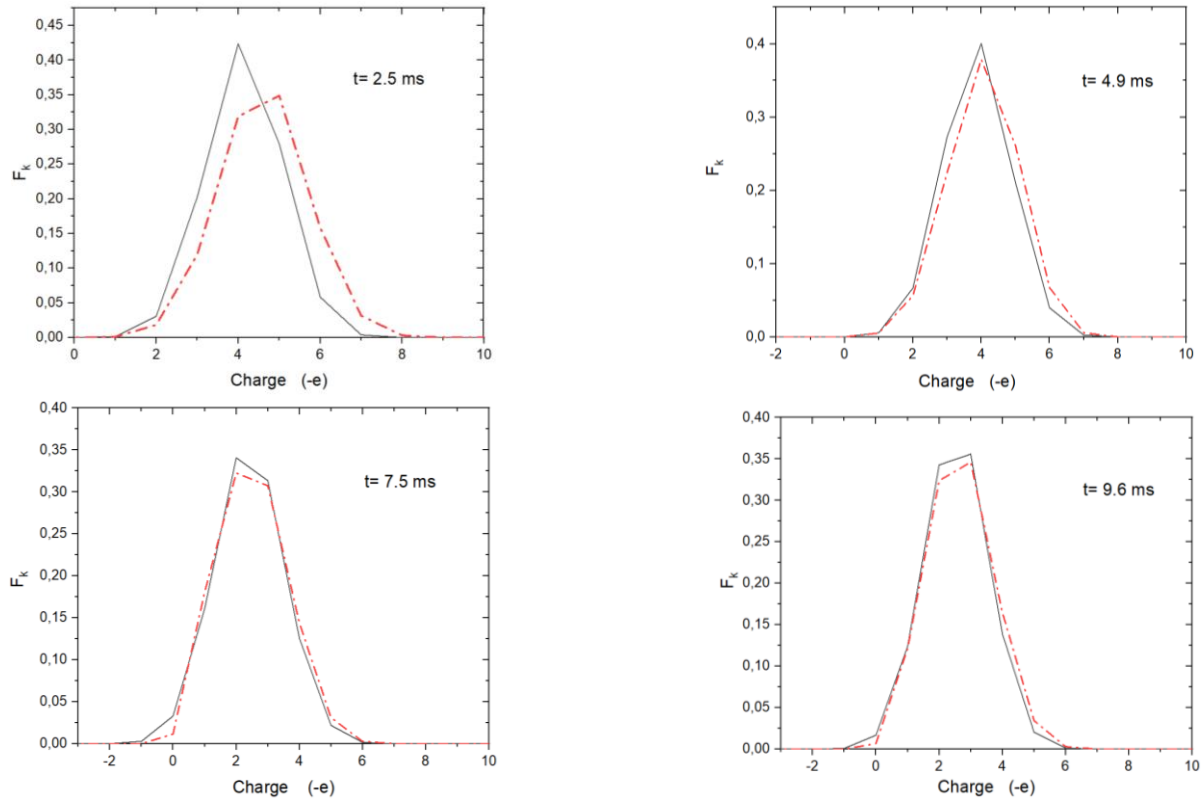 0,45
0,40
0,35
0,30
0,25
0,20
0,15
0,10
0,05
0,00
F_k
t= 2.5 ms
0 2 4 6 8 10
Charge (-e)
0,4
0,3
0,2
0,1
0,0
F_k
t= 4.9 ms
-2 0 2 4 6 8 10
Charge (-e)
0,40
0,35
0,30
0,25
0,20
0,15
0,10
0,05
0,00
F_k
t= 7.5 ms
-2 0 2 4 6 8 10
Charge (-e)
0,40
0,35
0,30
0,25
0,20
0,15
0,10
0,05
0,00
F_k
t= 9.6 ms
-2 0 2 4 6 8 10
Charge (-e)